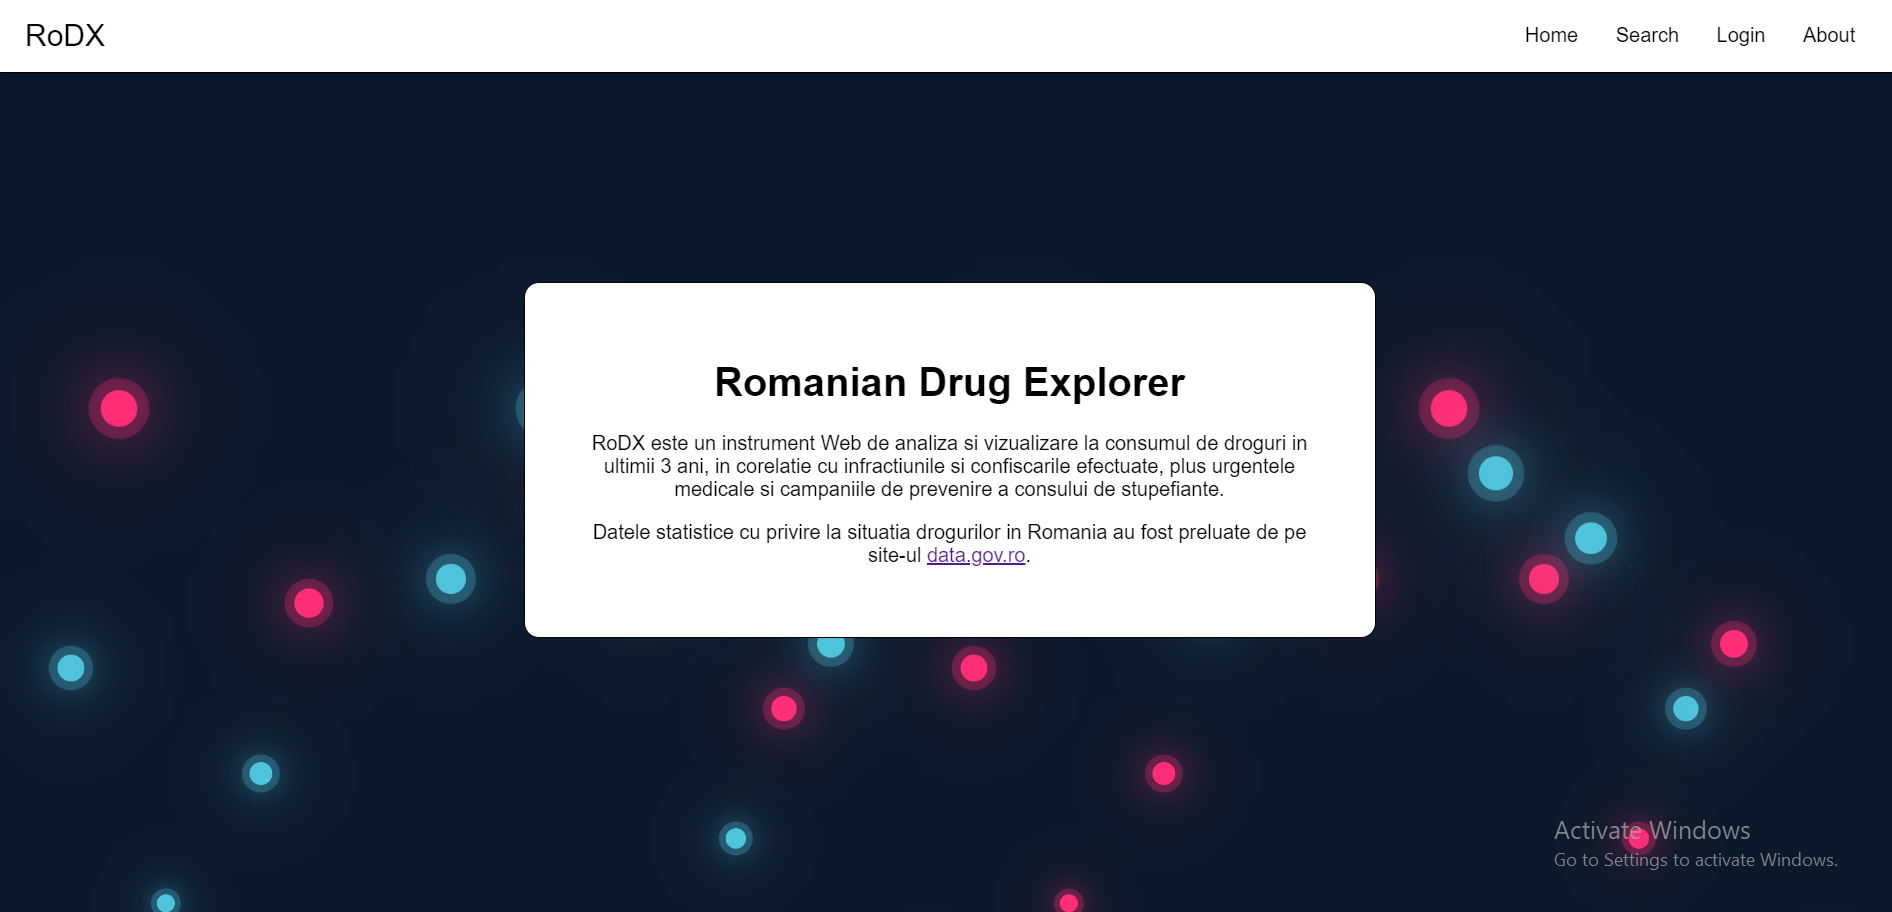 RoDX
Home Search Login About
Romanian Drug Explorer
RoDX este un instrument Web de analiza si vizualizare la consumul de droguri in
ultimii 3 ani, in corelatie cu infractiunile si confiscarile efectuate, plus urgentele
medicale si campaniile de prevenire a consului de stupefiante.
Datele statistice cu privire la situatia drogurilor in Romania au fost preluate de pe
site-ul data.gov.ro.
Activate Windows
Go to Settings to activate Windows.